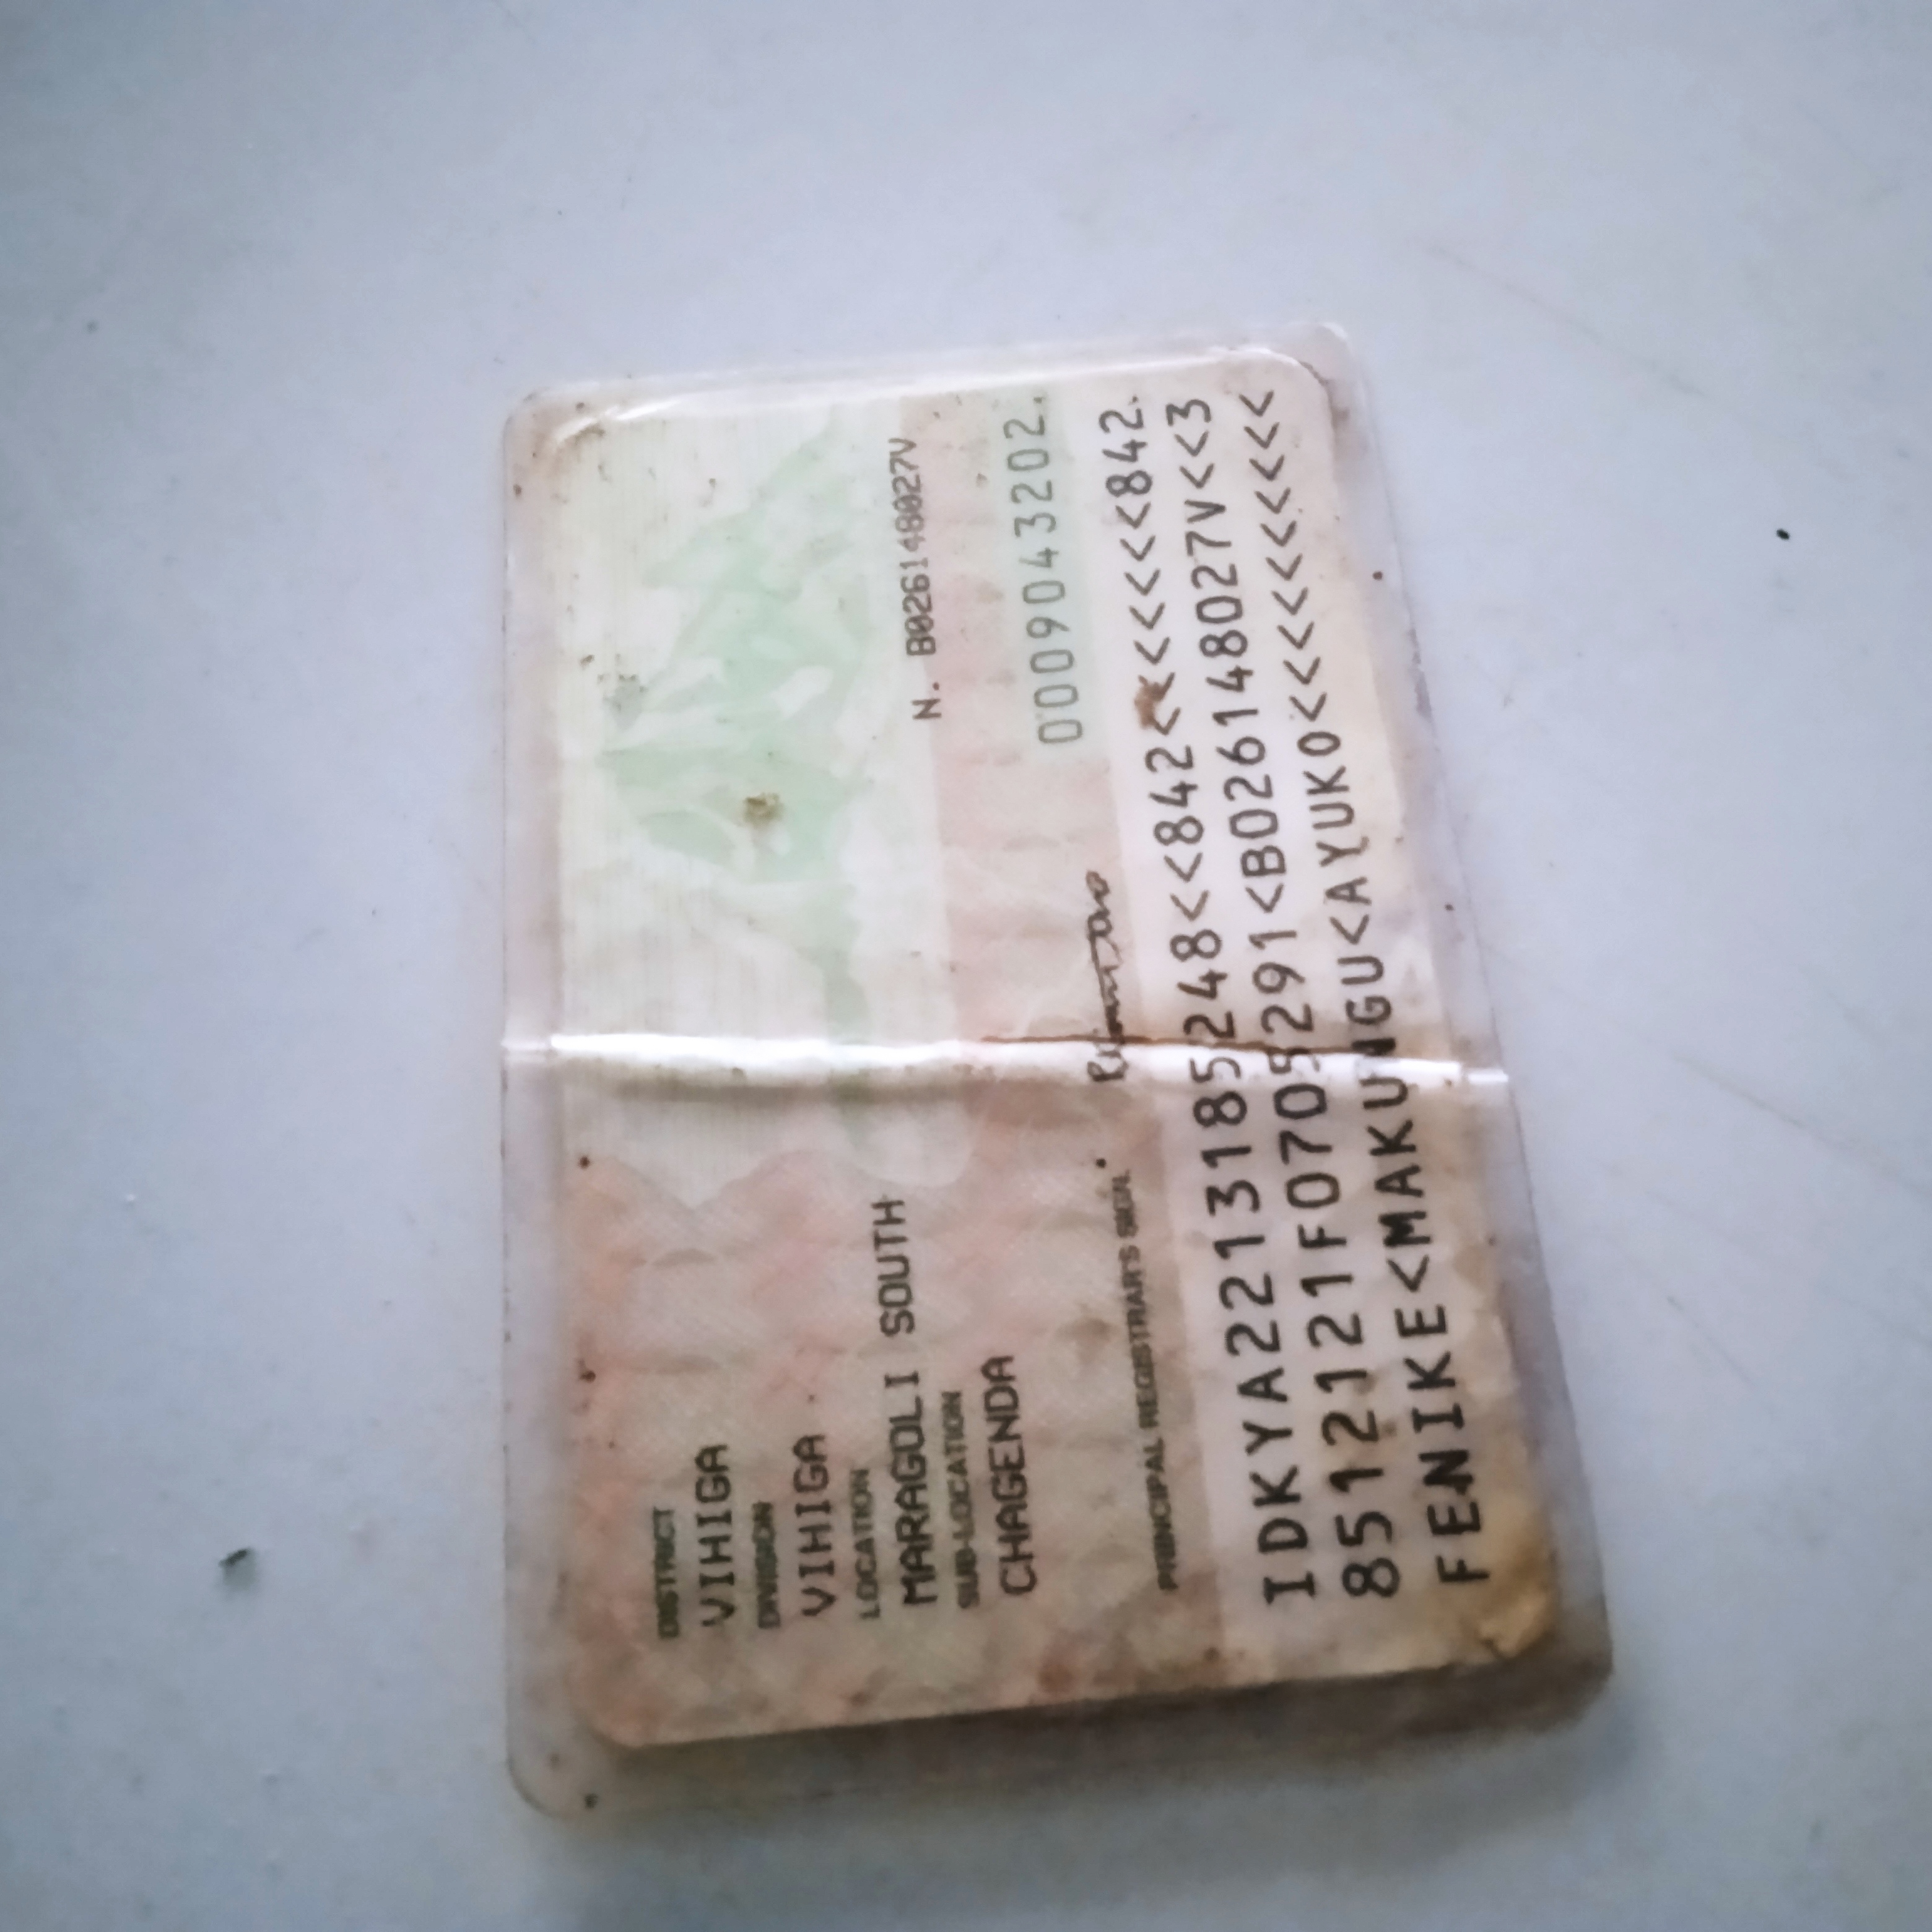 DISTRICT
VIHIGA
DIVISION
VIHIGA
LOCATION
MARAGOLI SOUTH
SUB-LOCATION
CHAGENDA
N. B026148027V
0009043202.
PRINCIPAL REGISTRAR'S SIGN.
IDKYA2213185248<<842<<<<<<<842.
8512121F0705291<B026148027V<<3
FENIKE<MAKUNGU<AYUKO<<<<<<<<<<